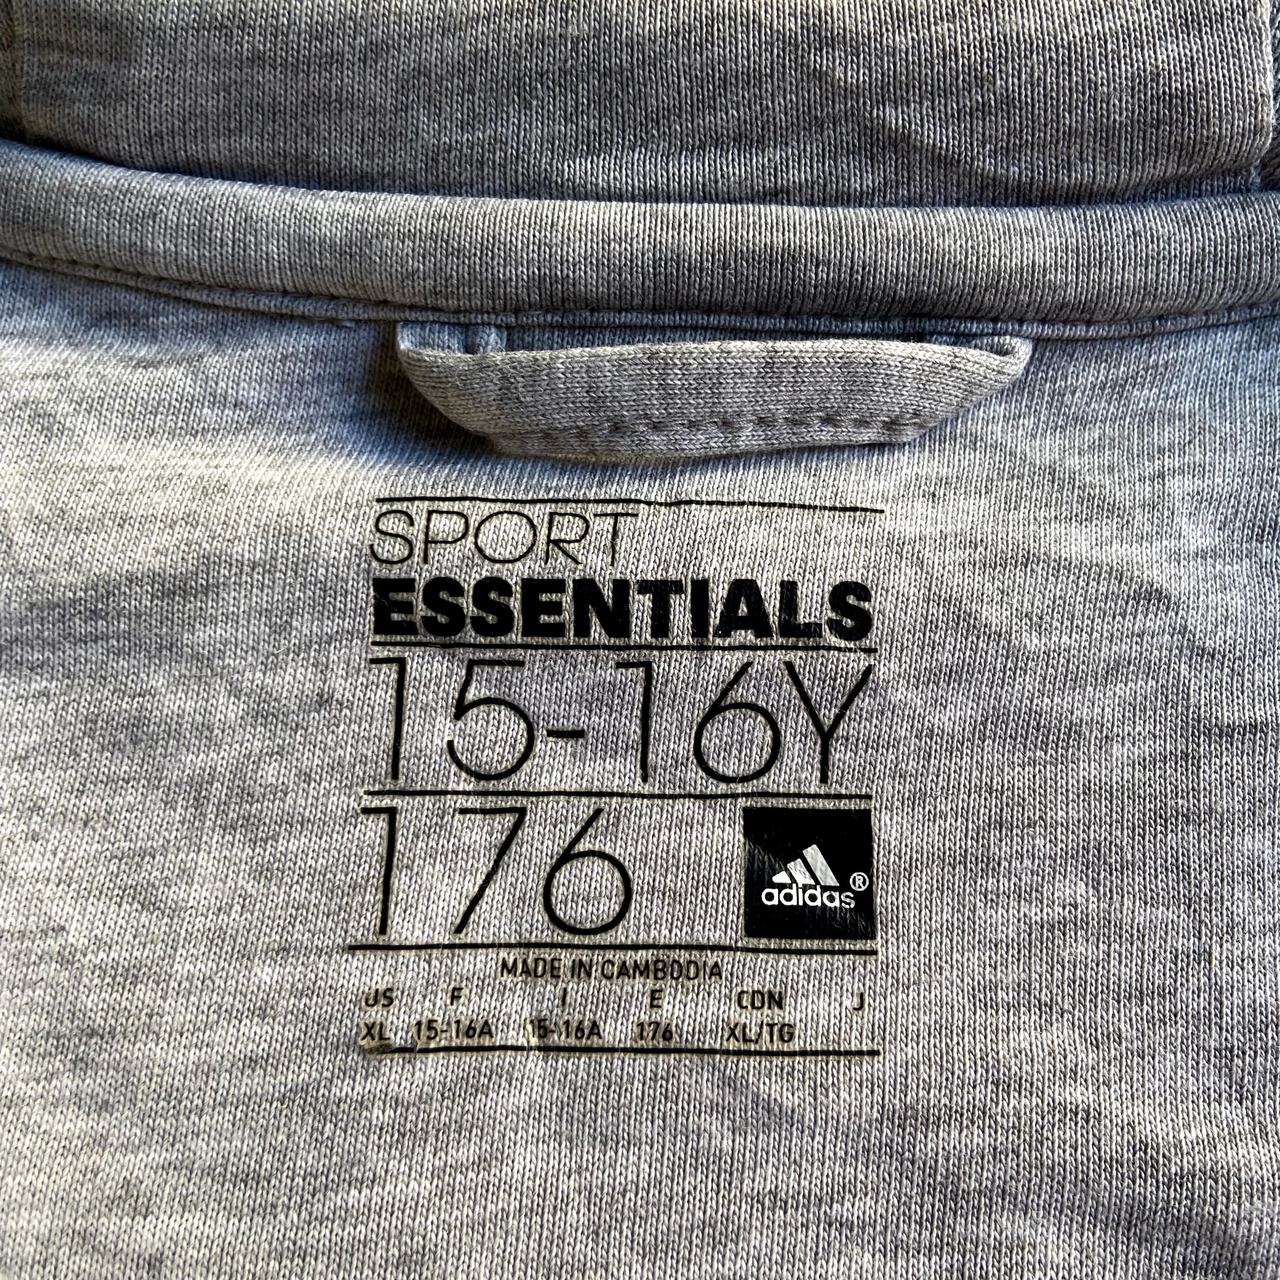 SPORT
ESSENTIALS
15-16Y
176
adidas®
MADE IN CAMBODIA
US F I E CDN J
XL 15-16A 15-16A 176 XL/TG